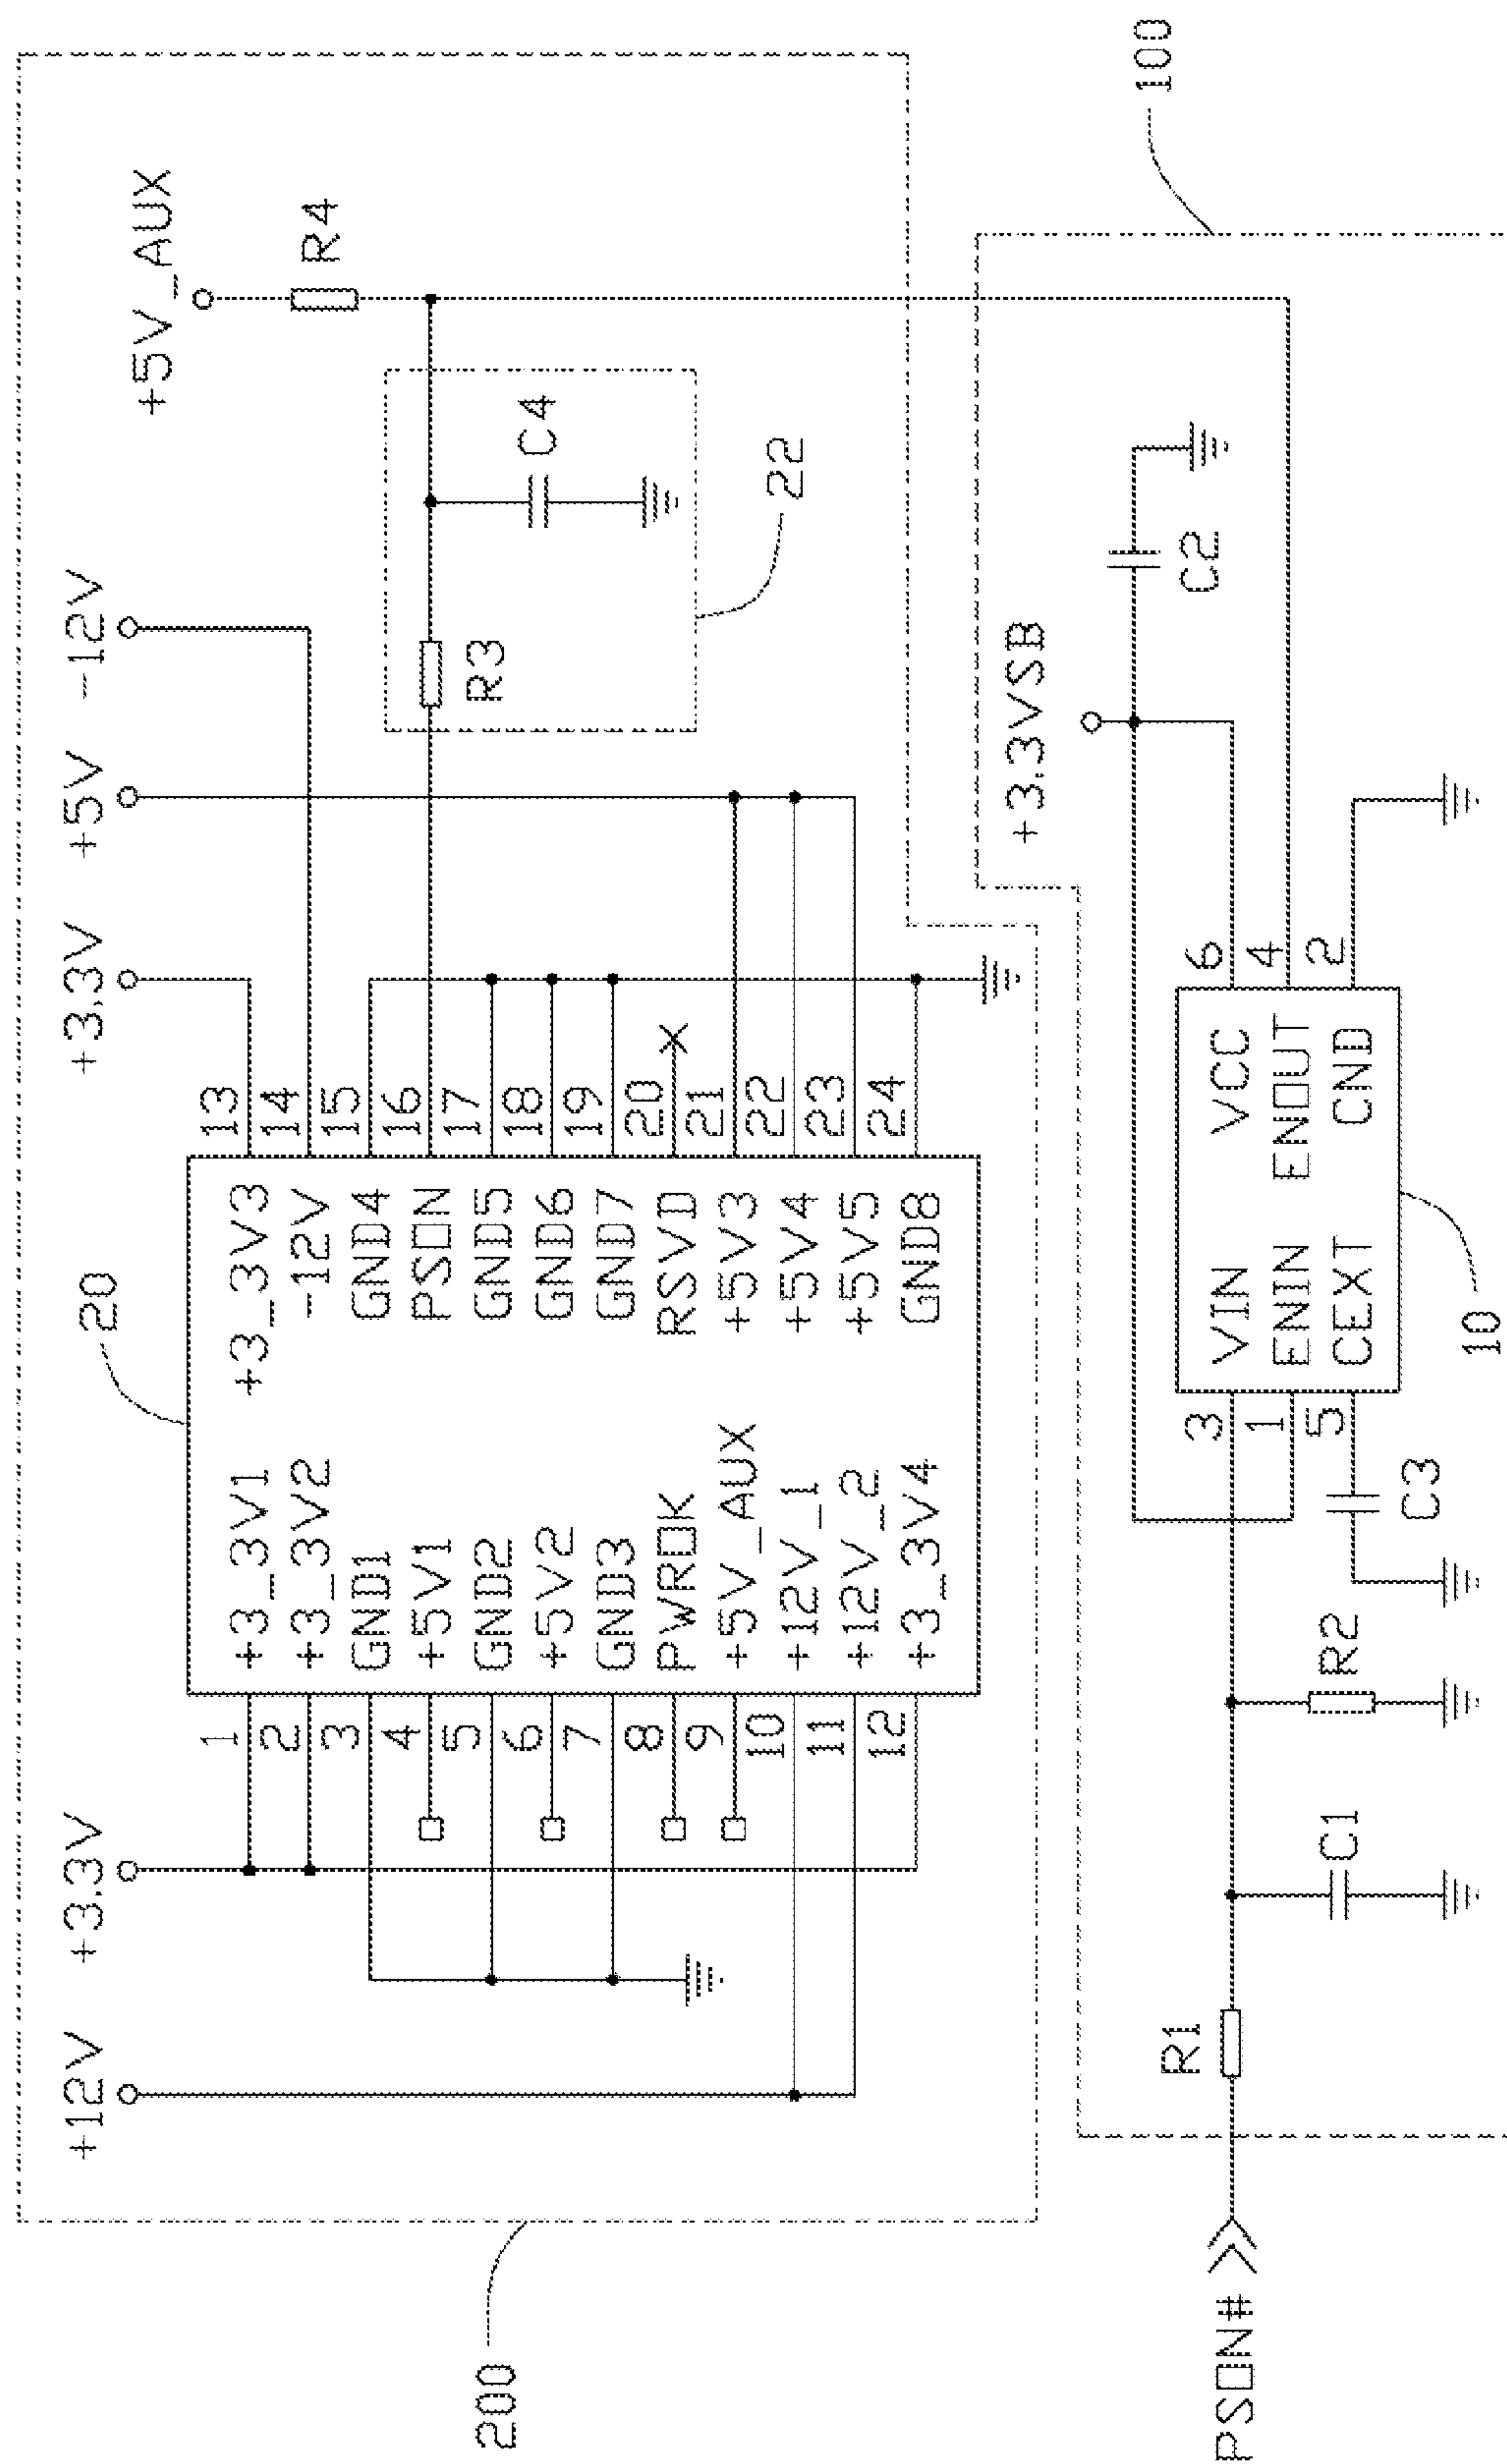 200
+12V
+3.3V
20
+3.3V
+5V
-12V
+5V_AUX
R4
1
+3_3V1
+3_3V3
13
2
+3_3V2
-12V
14
3
GND1
GND4
15
4
+5V1
PSON
16
5
GND2
GND5
17
6
+5V2
GND6
18
7
GND3
GND7
19
8
PWROK
RSVD
20
9
+5V_AUX
+5V3
21
10
+12V_1
+5V4
22
11
+12V_2
+5V5
23
12
+3_3V4
GND8
24
R3
C4
22
100
+3.3VSB
C2
PSON#
R1
C1
R2
C3
3
VIN
VCC
6
1
ENIN
ENOUT
4
5
CEXT
CND
2
10